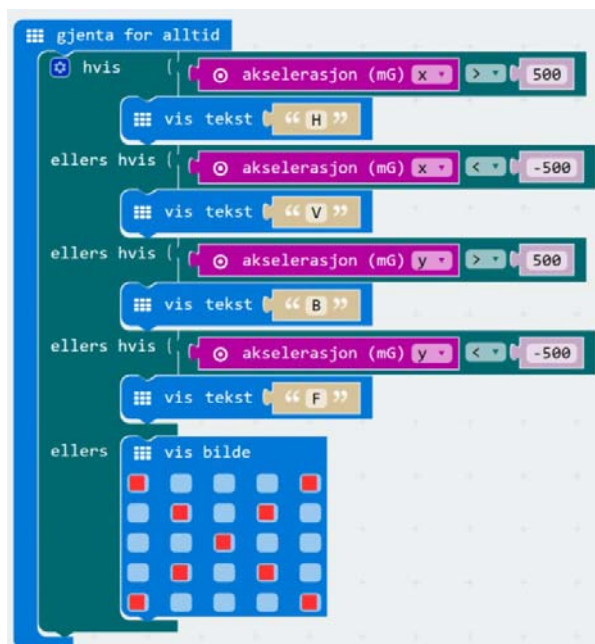 gjenta for alltid
hvis ( akselerasjon (mG) x > 500
vis tekst “ H ”
ellers hvis ( akselerasjon (mG) x < -500
vis tekst “ V ”
ellers hvis ( akselerasjon (mG) y > 500
vis tekst “ B ”
ellers hvis ( akselerasjon (mG) y < -500
vis tekst “ F ”
ellers vis bilde